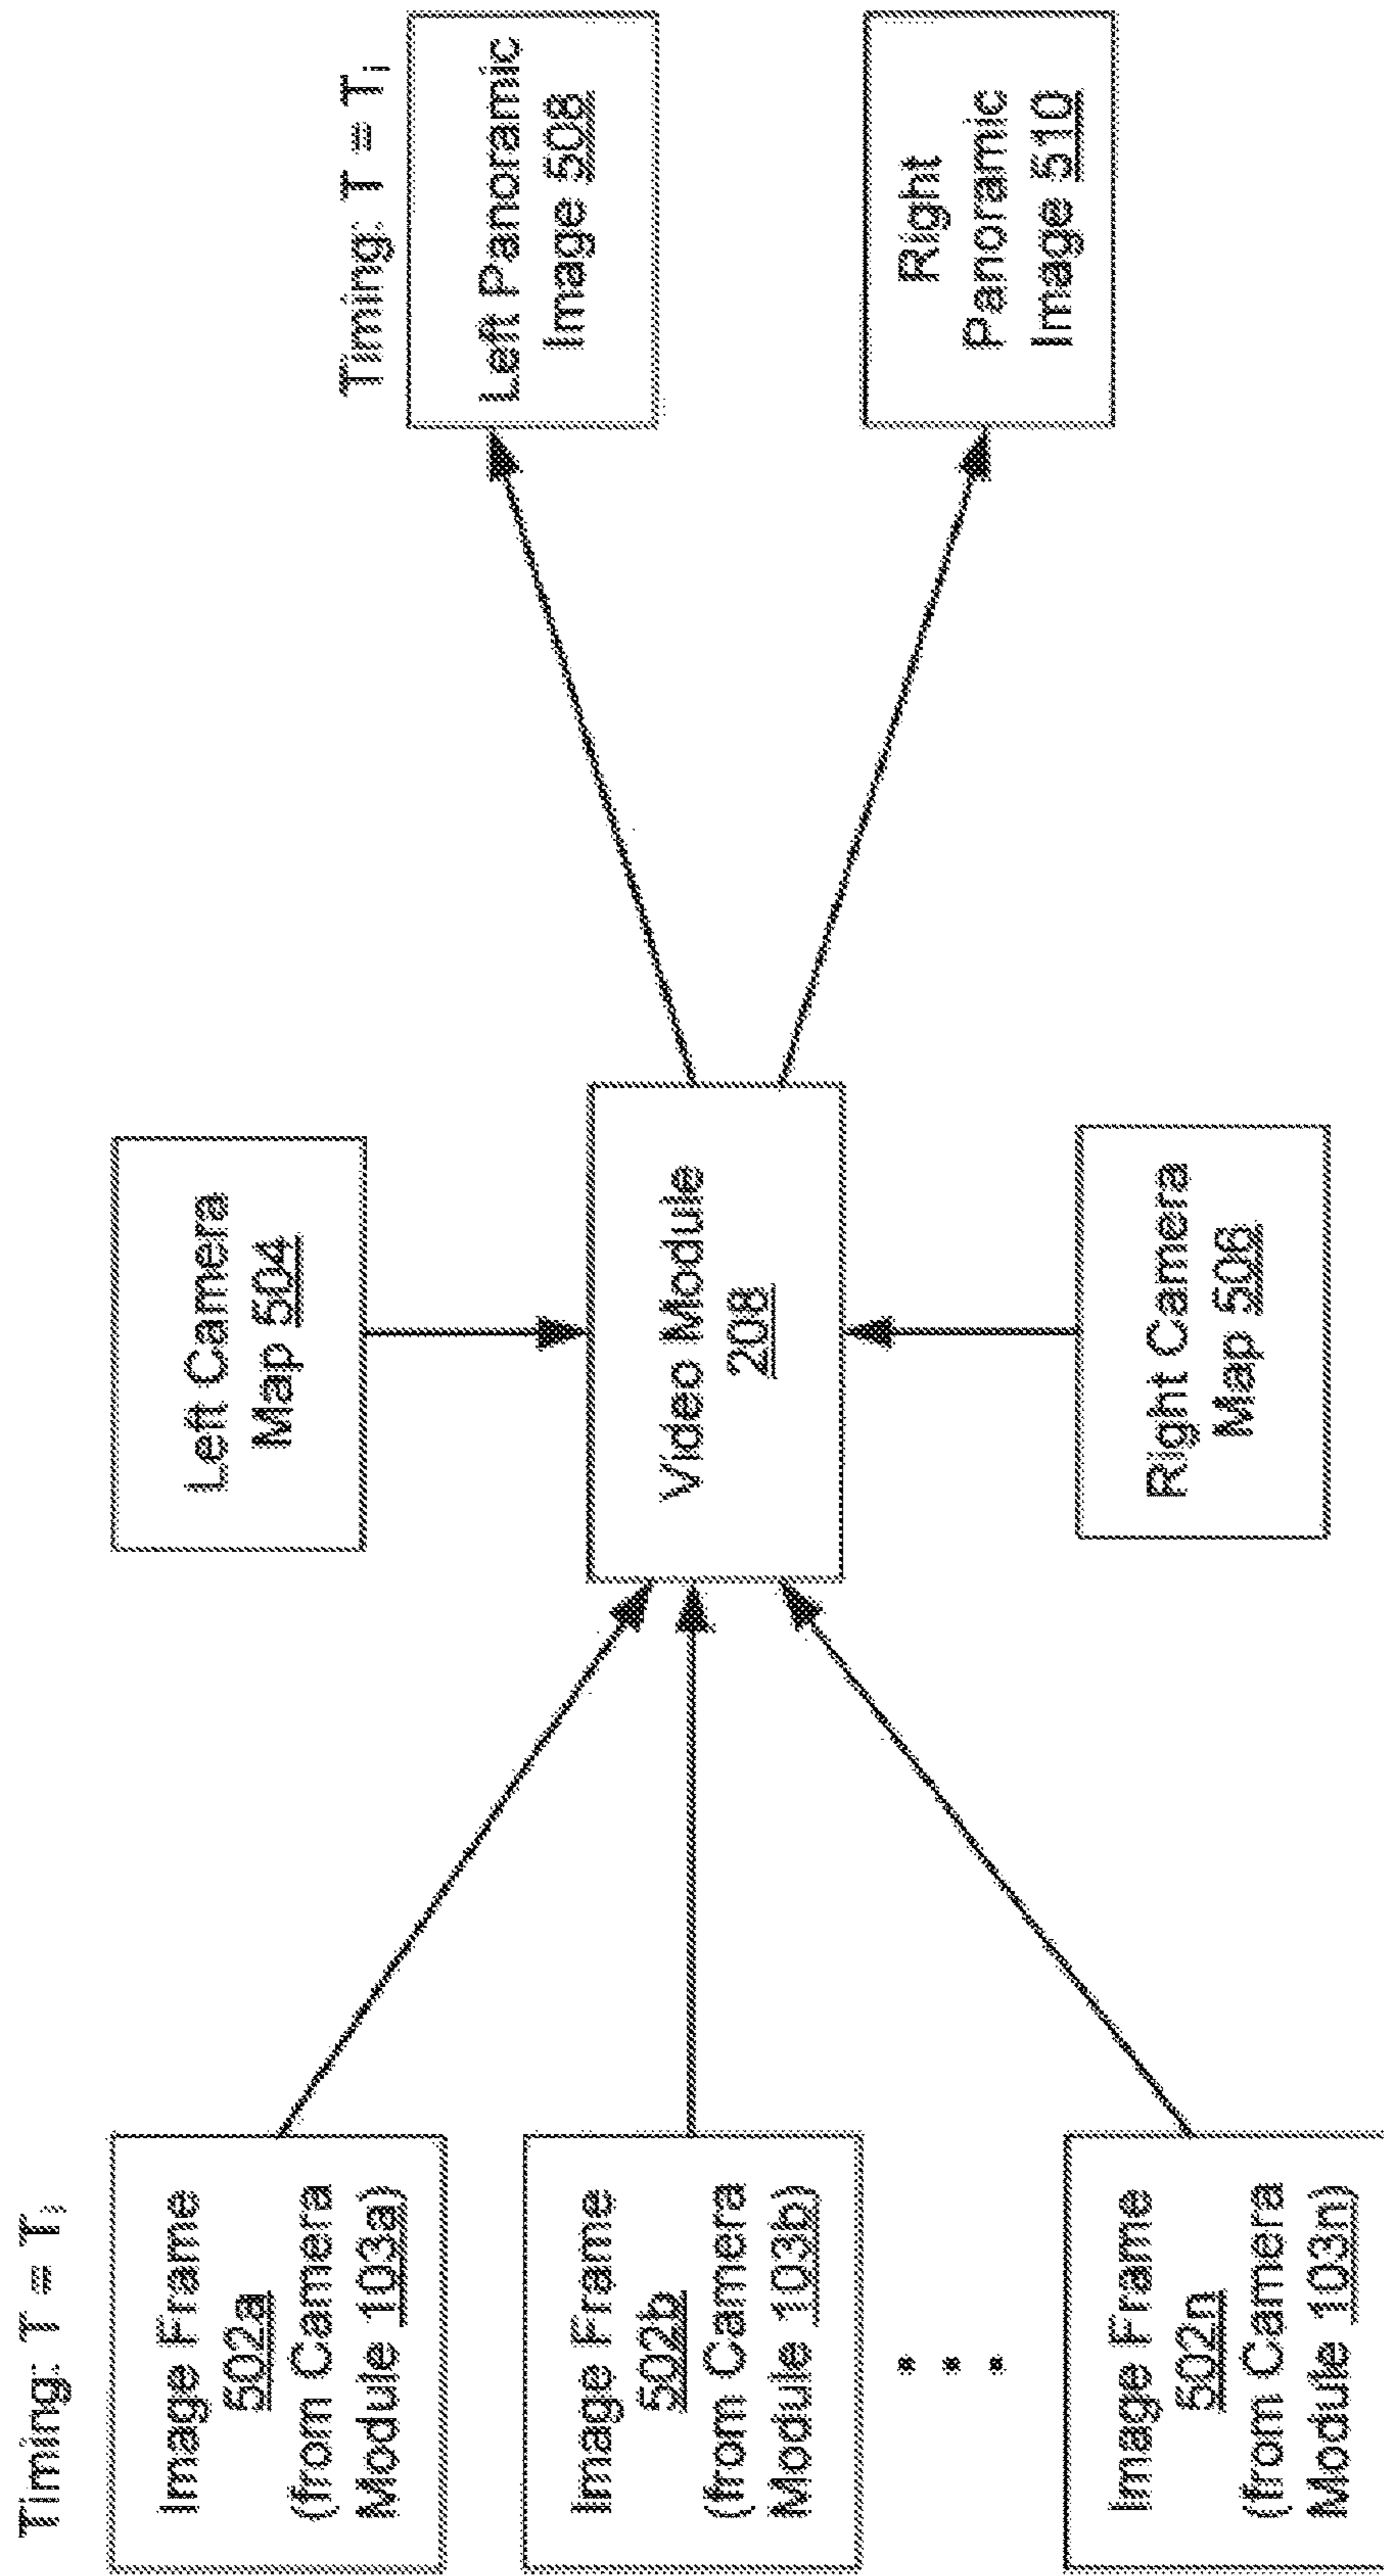 Timing: T = Ti
Image Frame
502a
(from Camera
Module 103a)
Image Frame
502b
(from Camera
Module 103b)
Image Frame
502n
(from Camera
Module 103n)
Left Camera
Map 504
Video Module
208
Right Camera
Map 506
Timing: T = Ti
Left Panoramic
Image 508
Right
Panoramic
Image 510